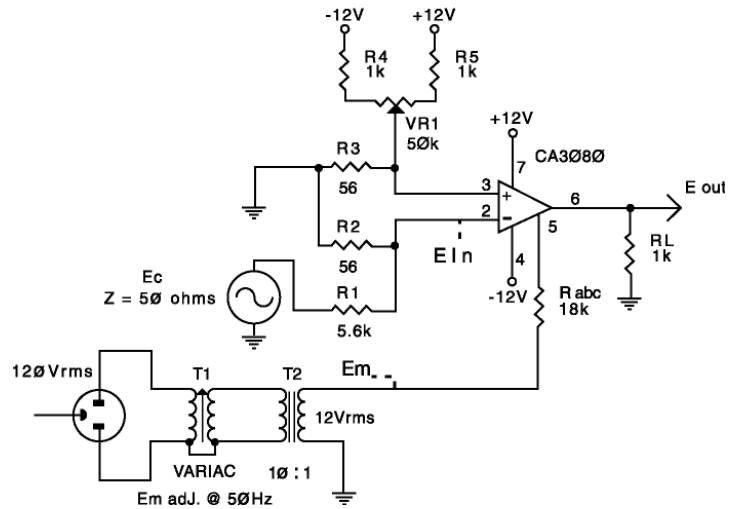 -12V
+12V
R4
1k
R5
1k
VR1
5Øk
+12V
R3
56
7
CA3Ø8Ø
3
+
2
-
6
E out
5
4
-12V
R2
56
E In
RL
1k
Ec
Z = 5Ø ohms
R1
5.6k
R abc
18k
12Ø Vrms
T1
T2
Em
12Vrms
VARIAC
1Ø : 1
Em adJ. @ 5ØHz